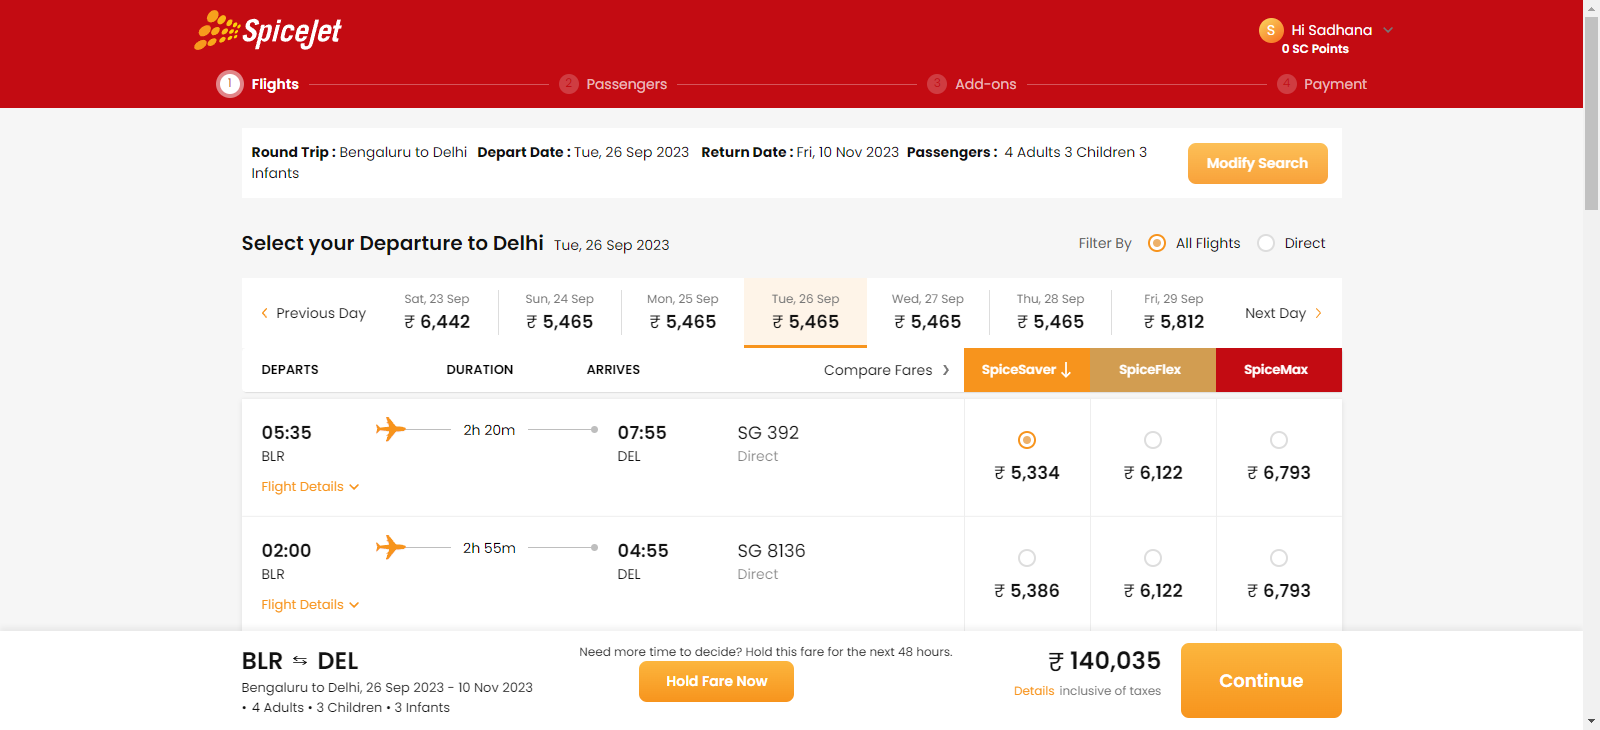 SpiceJet
S Hi Sadhana
0 SC Points
1 Flights 2 Passengers 3 Add-ons 4 Payment
Round Trip : Bengaluru to Delhi Depart Date : Tue, 26 Sep 2023 Return Date : Fri, 10 Nov 2023 Passengers : 4 Adults 3 Children 3
Infants
Modify Search
Select your Departure to Delhi Tue, 26 Sep 2023 Filter By All Flights Direct
Sat, 23 Sep Sun, 24 Sep Mon, 25 Sep Tue, 26 Sep Wed, 27 Sep Thu, 28 Sep Fri, 29 Sep
Previous Day ₹ 6,442 ₹ 5,465 ₹ 5,465 ₹ 5,465 ₹ 5,465 ₹ 5,465 ₹ 5,812 Next Day
DEPARTS DURATION ARRIVES Compare Fares SpiceSaver ↓ SpiceFlex SpiceMax
05:35 2h 20m 07:55 SG 392
BLR DEL Direct
₹ 5,334 ₹ 6,122 ₹ 6,793
Flight Details
02:00 2h 55m 04:55 SG 8136
BLR DEL Direct
₹ 5,386 ₹ 6,122 ₹ 6,793
Flight Details
BLR ⇆ DEL
Bengaluru to Delhi, 26 Sep 2023 - 10 Nov 2023
• 4 Adults • 3 Children • 3 Infants
Need more time to decide? Hold this fare for the next 48 hours.
Hold Fare Now
₹ 140,035
Details inclusive of taxes
Continue